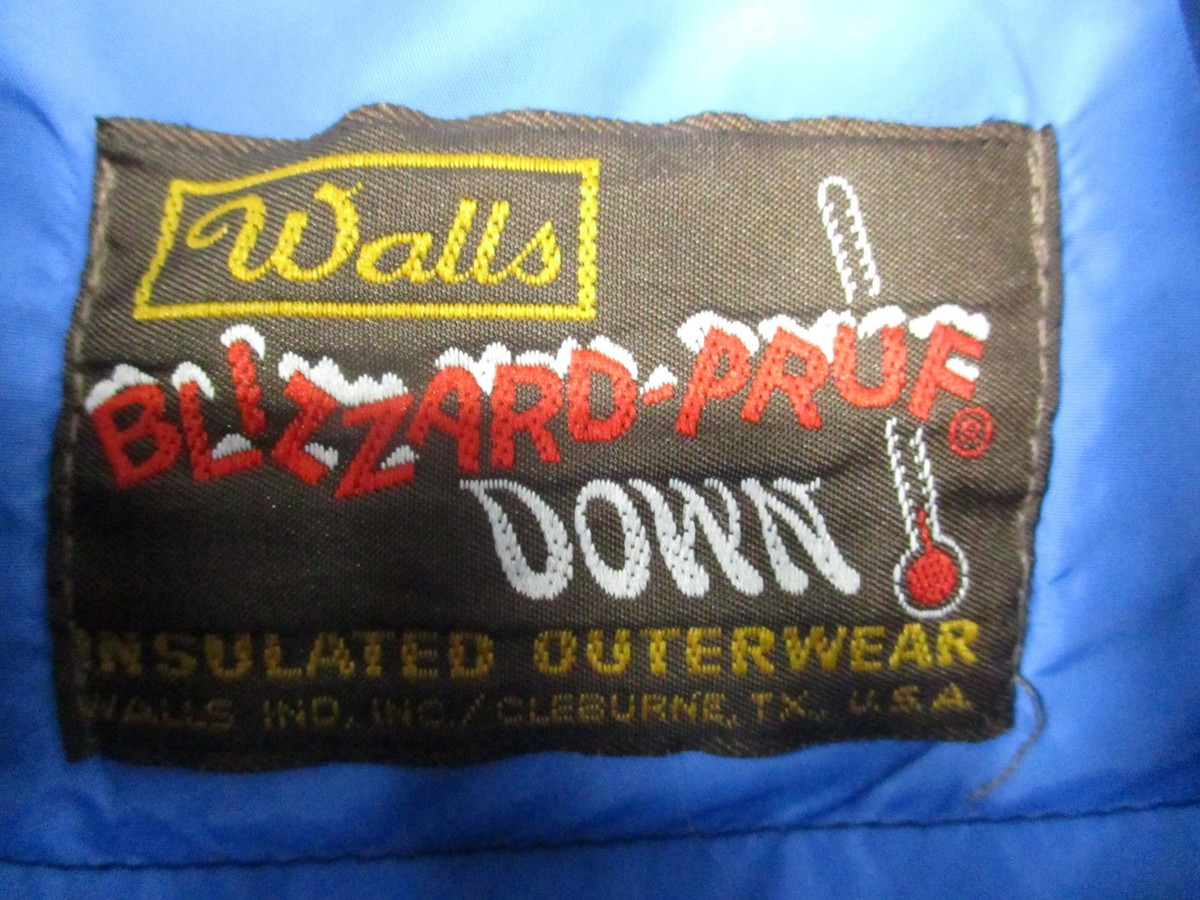 Walls
BLIZZARD-PRUF®
DOWN
INSULATED OUTERWEAR
WALLS IND, INC./ CLEBURNE, TX., U.S.A.